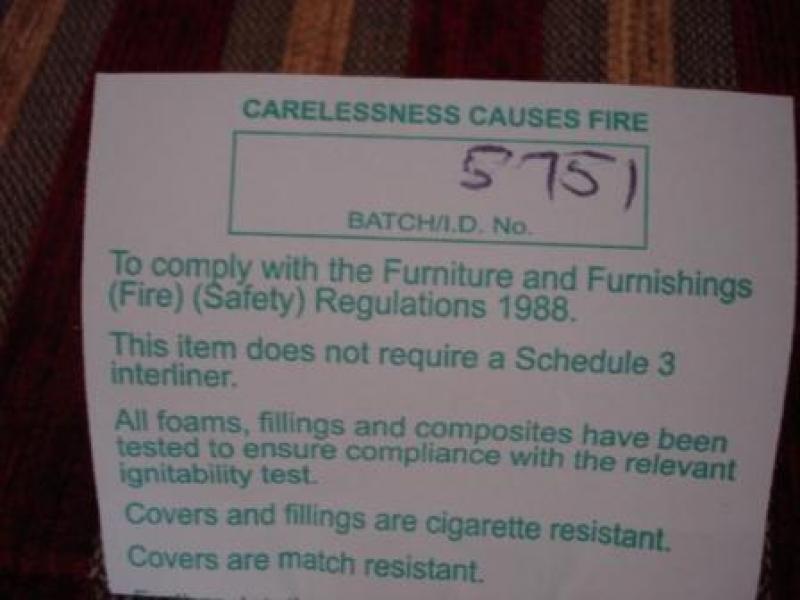 CARELESSNESS CAUSES FIRE
5751
BATCH/I.D. No.
To comply with the Furniture and Furnishings
(Fire) (Safety) Regulations 1988.
This item does not require a Schedule 3
interliner.
All foams, fillings and composites have been
tested to ensure compliance with the relevant
ignitability test.
Covers and fillings are cigarette resistant.
Covers are match resistant.